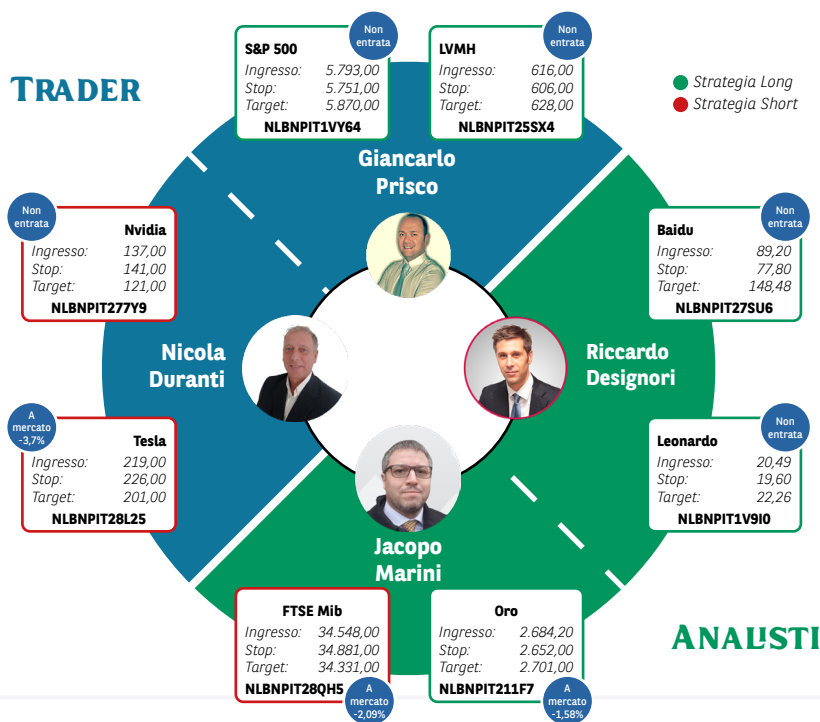 TRADER
Non
entrata
S&P 500
Ingresso: 5.793,00
Stop: 5.751,00
Target: 5.870,00
NLBNPIT1VY64
Non
entrata
LVMH
Ingresso: 616,00
Stop: 606,00
Target: 628,00
NLBNPIT25SX4
Strategia Long
Strategia Short
Giancarlo
Prisco
Non
entrata
Nvidia
Ingresso: 137,00
Stop: 141,00
Target: 121,00
NLBNPIT277Y9
Non
entrata
Baidu
Ingresso: 89,20
Stop: 77,80
Target: 148,48
NLBNPIT27SU6
Nicola
Duranti
Riccardo
Designori
A
mercato
-3,7%
Tesla
Ingresso: 219,00
Stop: 226,00
Target: 201,00
NLBNPIT28L25
Non
entrata
Leonardo
Ingresso: 20,49
Stop: 19,60
Target: 22,26
NLBNPIT1V9I0
Jacopo
Marini
FTSE Mib
Ingresso: 34.548,00
Stop: 34.881,00
Target: 34.331,00
NLBNPIT28QH5
A
mercato
-2,09%
Oro
Ingresso: 2.684,20
Stop: 2.652,00
Target: 2.701,00
NLBNPIT211F7
A
mercato
-1,58%
ANALISTI